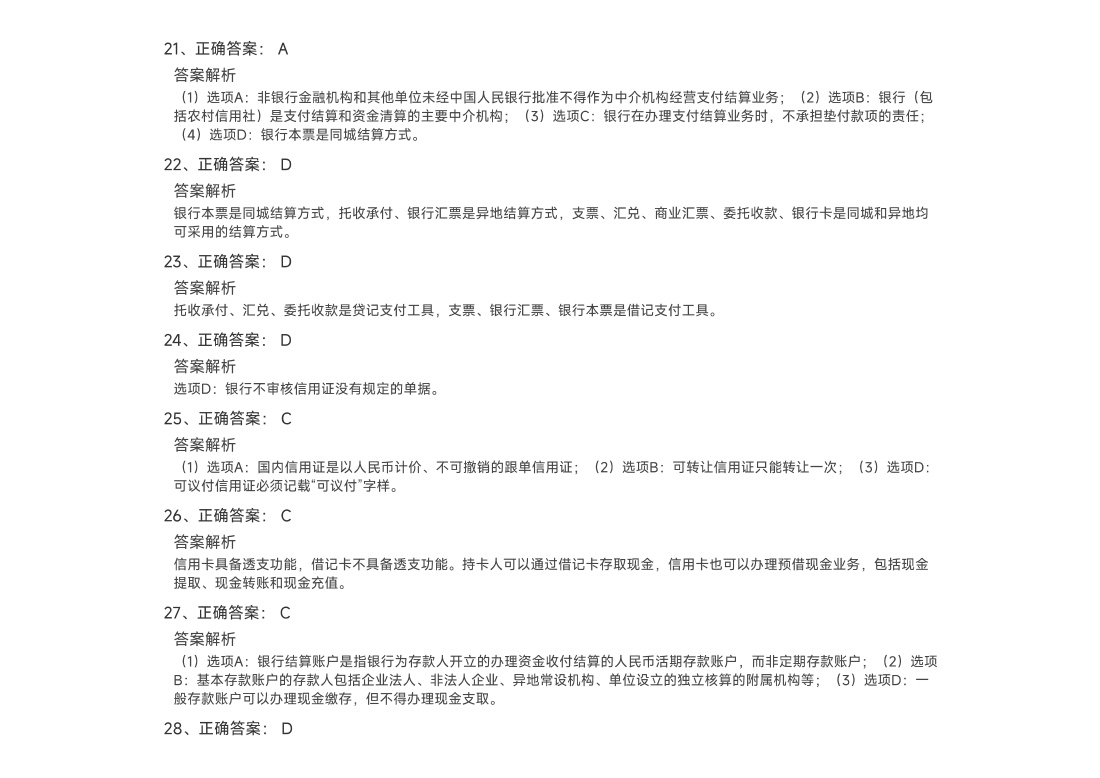 21、正确答案： A
答案解析
（1）选项A：非银行金融机构和其他单位未经中国人民银行批准不得作为中介机构经营支付结算业务；（2）选项B：银行（包
括农村信用社）是支付结算和资金清算的主要中介机构；（3）选项C：银行在办理支付结算业务时，不承担垫付款项的责任；
（4）选项D：银行本票是同城结算方式。
22、正确答案： D
答案解析
银行本票是同城结算方式，托收承付、银行汇票是异地结算方式，支票、汇兑、商业汇票、委托收款、银行卡是同城和异地均
可采用的结算方式。
23、正确答案： D
答案解析
托收承付、汇兑、委托收款是贷记支付工具，支票、银行汇票、银行本票是借记支付工具。
24、正确答案： D
答案解析
选项D：银行不审核信用证没有规定的单据。
25、正确答案： C
答案解析
（1）选项A：国内信用证是以人民币计价、不可撤销的跟单信用证；（2）选项B：可转让信用证只能转让一次；（3）选项D：
可议付信用证必须记载“可议付”字样。
26、正确答案： C
答案解析
信用卡具备透支功能，借记卡不具备透支功能。持卡人可以通过借记卡存取现金，信用卡也可以办理预借现金业务，包括现金
提取、现金转账和现金充值。
27、正确答案： C
答案解析
（1）选项A：银行结算账户是指银行为存款人开立的办理资金收付结算的人民币活期存款账户，而非定期存款账户；（2）选项
B：基本存款账户的存款人包括企业法人、非法人企业、异地常设机构、单位设立的独立核算的附属机构等；（3）选项D：一
般存款账户可以办理现金缴存，但不得办理现金支取。
28、正确答案： D